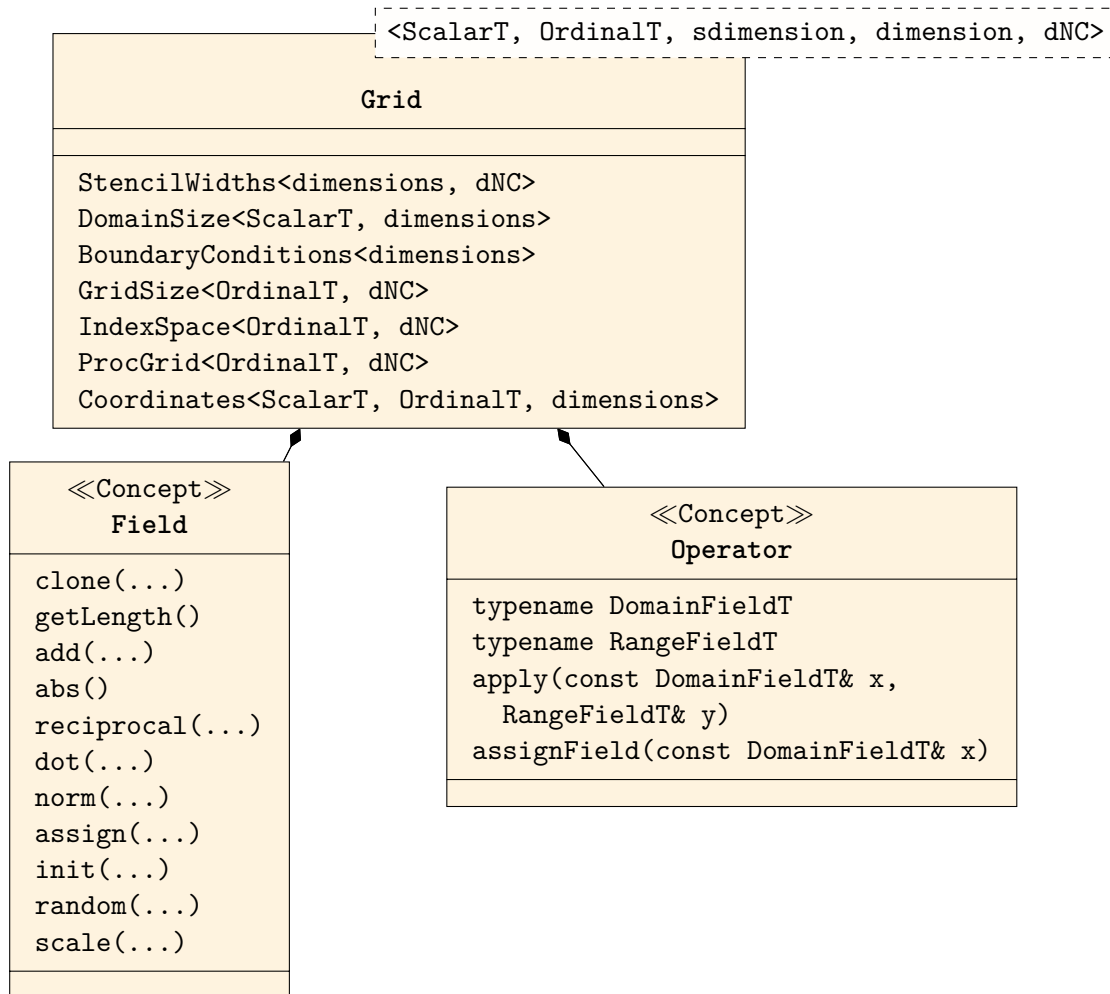 <ScalarT, OrdinalT, sdimension, dimension, dNC>
Grid
StencilWidths<dimensions, dNC>
DomainSize<ScalarT, dimensions>
BoundaryConditions<dimensions>
GridSize<OrdinalT, dNC>
IndexSpace<OrdinalT, dNC>
ProcGrid<OrdinalT, dNC>
Coordinates<ScalarT, OrdinalT, dimensions>
≪Concept≫
Field
clone(...)
getLength()
add(...)
abs()
reciprocal(...)
dot(...)
norm(...)
assign(...)
init(...)
random(...)
scale(...)
≪Concept≫
Operator
typename DomainFieldT
typename RangeFieldT
apply(const DomainFieldT& x,
RangeFieldT& y)
assignField(const DomainFieldT& x)